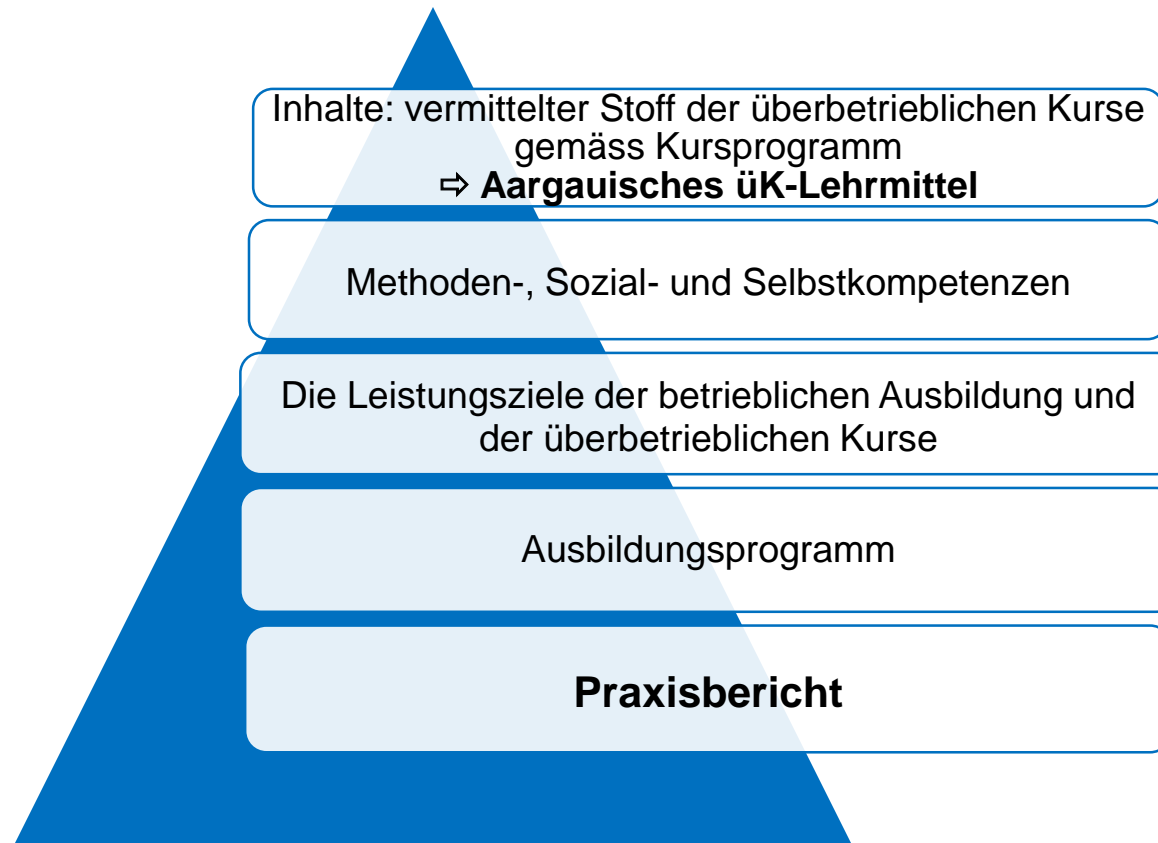 Inhalte: vermittelter Stoff der überbetrieblichen Kurse
gemäss Kursprogramm
⇨ Aargauisches üK-Lehrmittel
Methoden-, Sozial- und Selbstkompetenzen
Die Leistungsziele der betrieblichen Ausbildung und
der überbetrieblichen Kurse
Ausbildungsprogramm
Praxisbericht